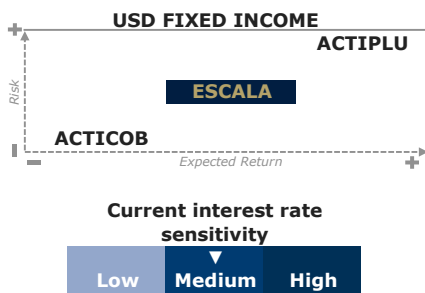 USD FIXED INCOME
ACTIPLU
Risk
ESCALA
ACTICOB
Expected Return
Current interest rate
sensitivity
Low Medium High